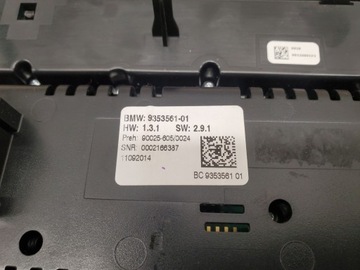 BMW: 9353561-01
HW: 1.3.1 SW: 2.9.1
Preh: 90025-605/0024
SNR: 0002166387
11092014
BC 9353561 01